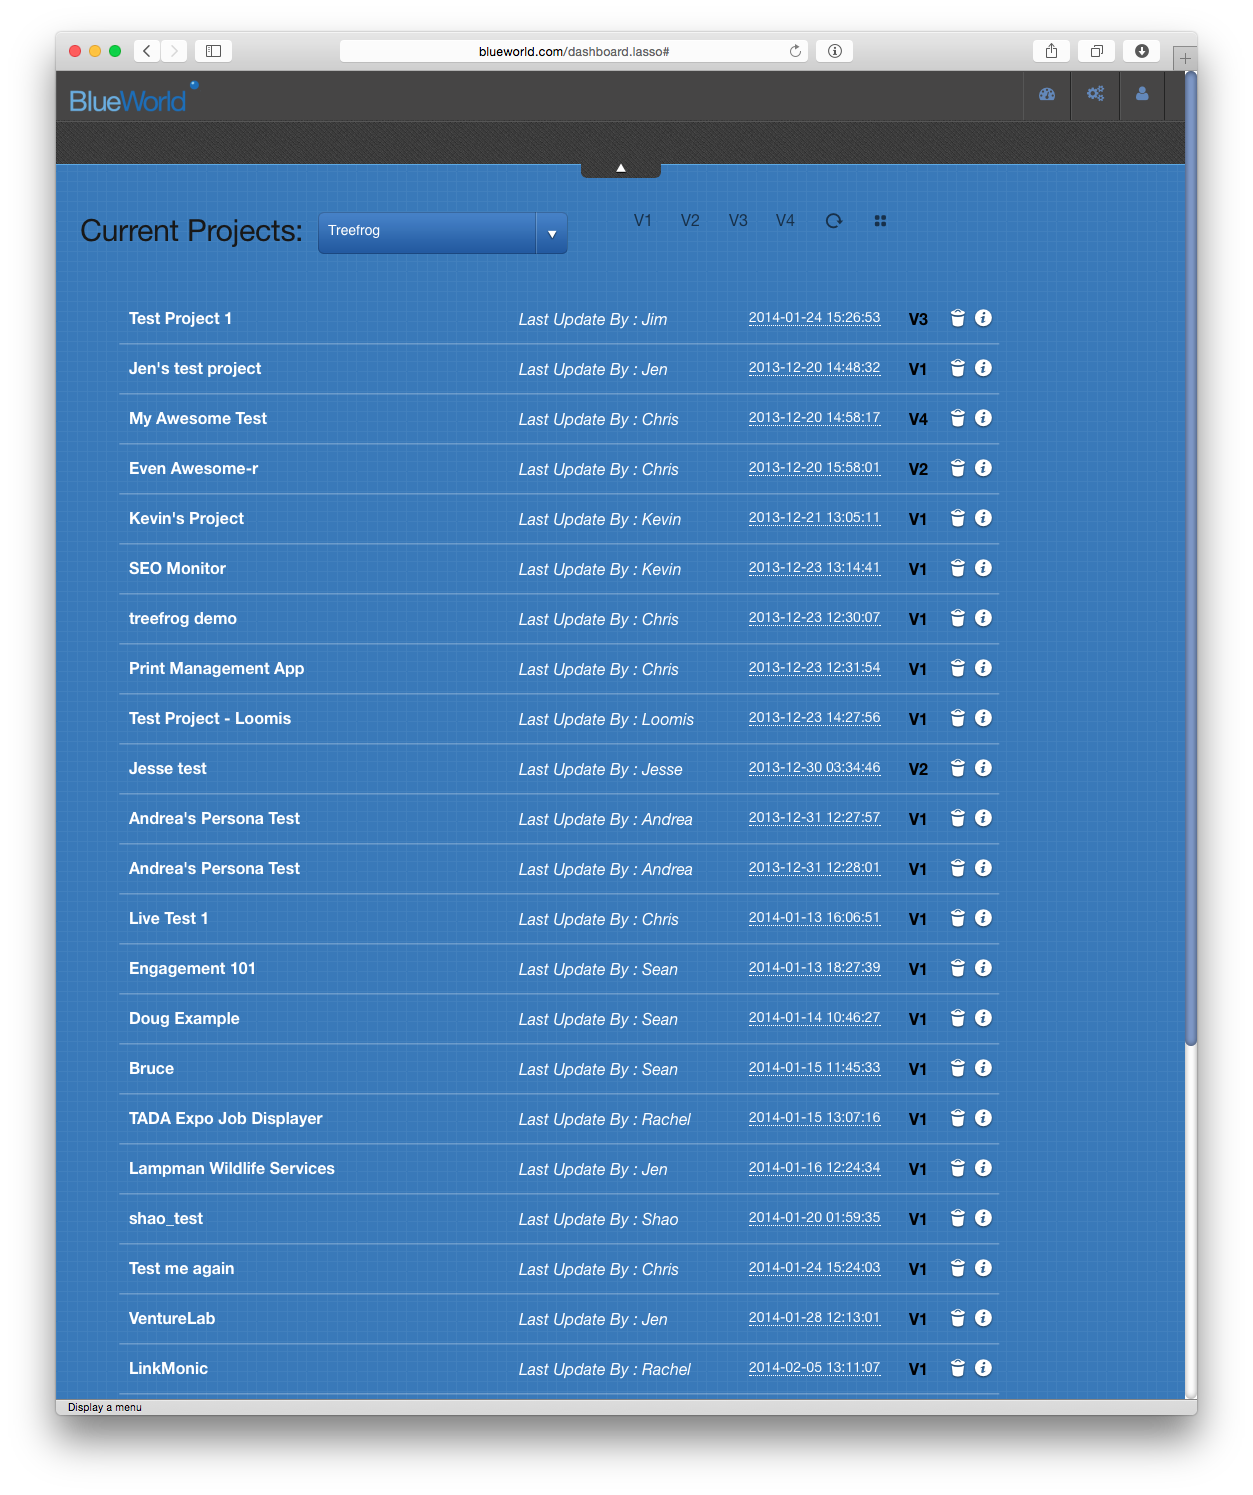 blueworld.com/dashboard.lasso#
BlueWorld
Current Projects: Treefrog V1 V2 V3 V4
Test Project 1 Last Update By : Jim 2014-01-24 15:26:53 V3
Jen's test project Last Update By : Jen 2013-12-20 14:48:32 V1
My Awesome Test Last Update By : Chris 2013-12-20 14:58:17 V4
Even Awesome-r Last Update By : Chris 2013-12-20 15:58:01 V2
Kevin's Project Last Update By : Kevin 2013-12-21 13:05:11 V1
SEO Monitor Last Update By : Kevin 2013-12-23 13:14:41 V1
treefrog demo Last Update By : Chris 2013-12-23 12:30:07 V1
Print Management App Last Update By : Chris 2013-12-23 12:31:54 V1
Test Project - Loomis Last Update By : Loomis 2013-12-23 14:27:56 V1
Jesse test Last Update By : Jesse 2013-12-30 03:34:46 V2
Andrea's Persona Test Last Update By : Andrea 2013-12-31 12:27:57 V1
Andrea's Persona Test Last Update By : Andrea 2013-12-31 12:28:01 V1
Live Test 1 Last Update By : Chris 2014-01-13 16:06:51 V1
Engagement 101 Last Update By : Sean 2014-01-13 18:27:39 V1
Doug Example Last Update By : Sean 2014-01-14 10:46:27 V1
Bruce Last Update By : Sean 2014-01-15 11:45:33 V1
TADA Expo Job Displayer Last Update By : Rachel 2014-01-15 13:07:16 V1
Lampman Wildlife Services Last Update By : Jen 2014-01-16 12:24:34 V1
shao_test Last Update By : Shao 2014-01-20 01:59:35 V1
Test me again Last Update By : Chris 2014-01-24 15:24:03 V1
VentureLab Last Update By : Jen 2014-01-28 12:13:01 V1
LinkMonic Last Update By : Rachel 2014-02-05 13:11:07 V1
Display a menu